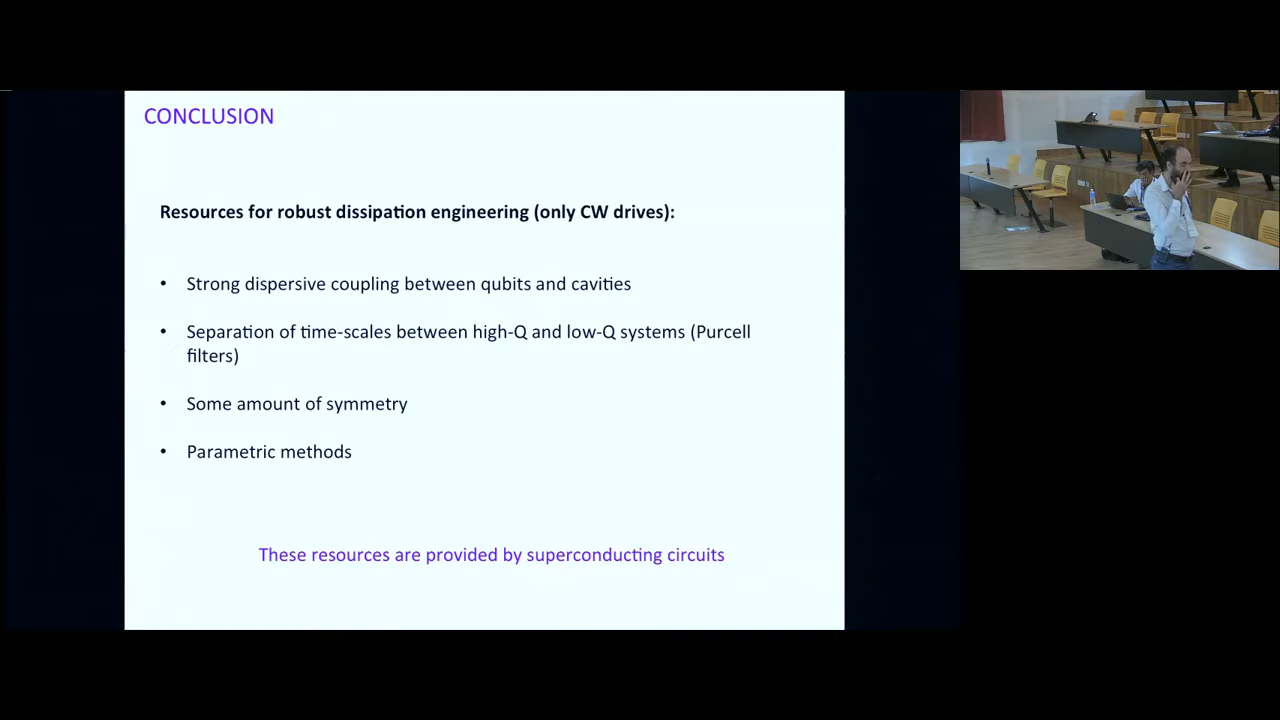 CONCLUSION
Resources for robust dissipation engineering (only CW drives):
• Strong dispersive coupling between qubits and cavities
• Separation of time-scales between high-Q and low-Q systems (Purcell
filters)
• Some amount of symmetry
• Parametric methods
These resources are provided by superconducting circuits